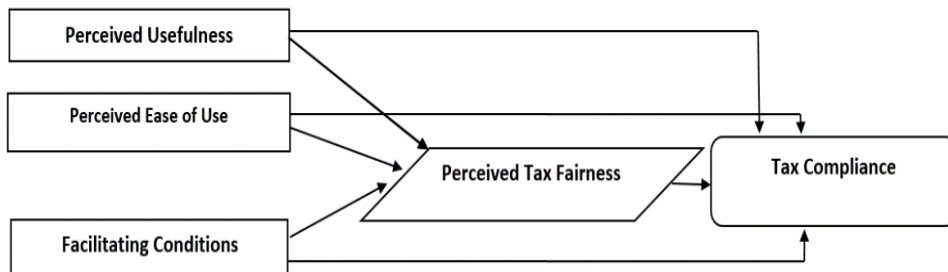 Perceived Usefulness
Perceived Ease of Use
Perceived Tax Fairness
Tax Compliance
Facilitating Conditions